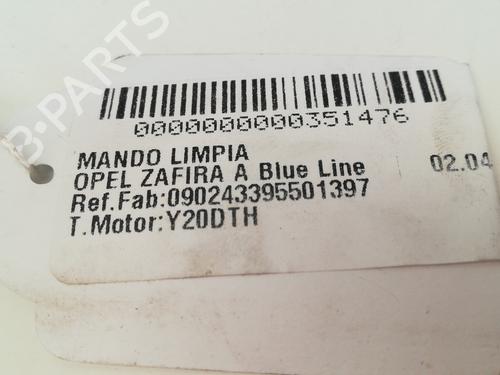 B-PARTS
0000000000351476
MANDO LIMPIA
OPEL ZAFIRA A Blue Line 02.04
Ref.Fab:090243395501397
T.Motor:Y20DTH